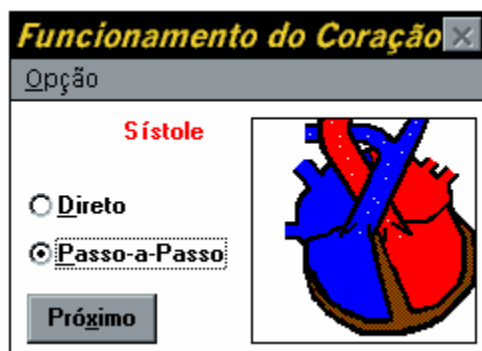 Funcionamento do Coração
Opção
Sístole
Direto
Passo-a-Passo
Próximo